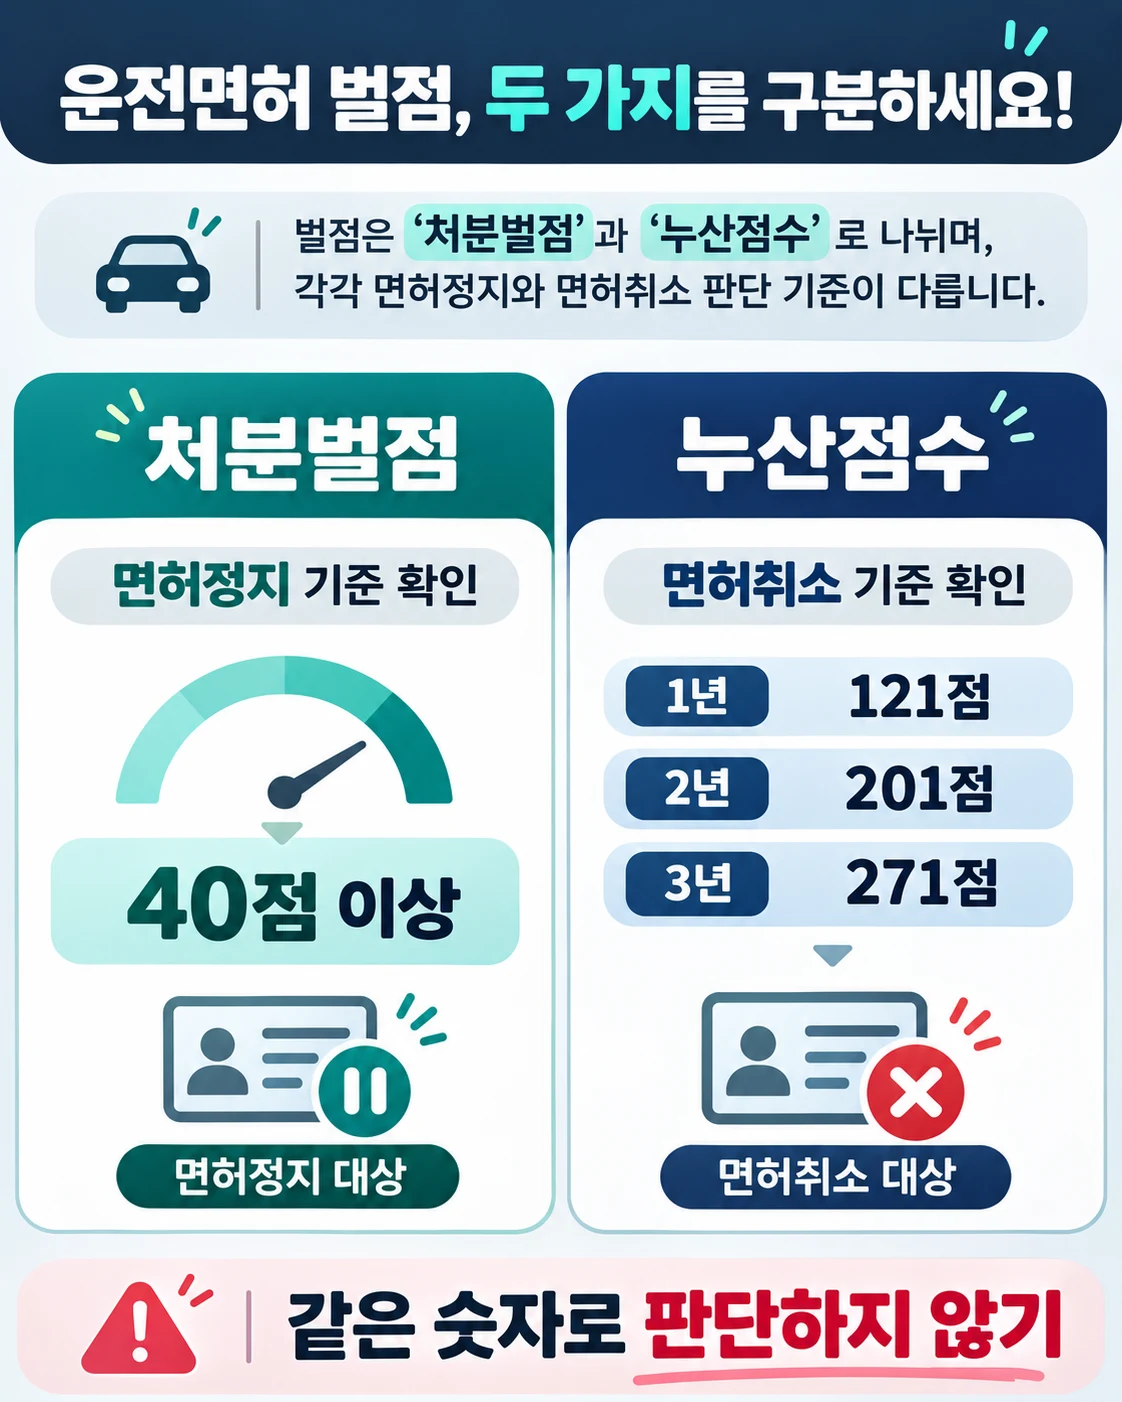 운전면허 벌점, 두 가지를 구분하세요!
벌점은 ‘처분벌점’과 ‘누산점수’로 나뉘며,
각각 면허정지와 면허취소 판단 기준이 다릅니다.
처분벌점
면허정지 기준 확인
40점 이상
면허정지 대상
누산점수
면허취소 기준 확인
1년 121점
2년 201점
3년 271점
면허취소 대상
같은 숫자로 판단하지 않기